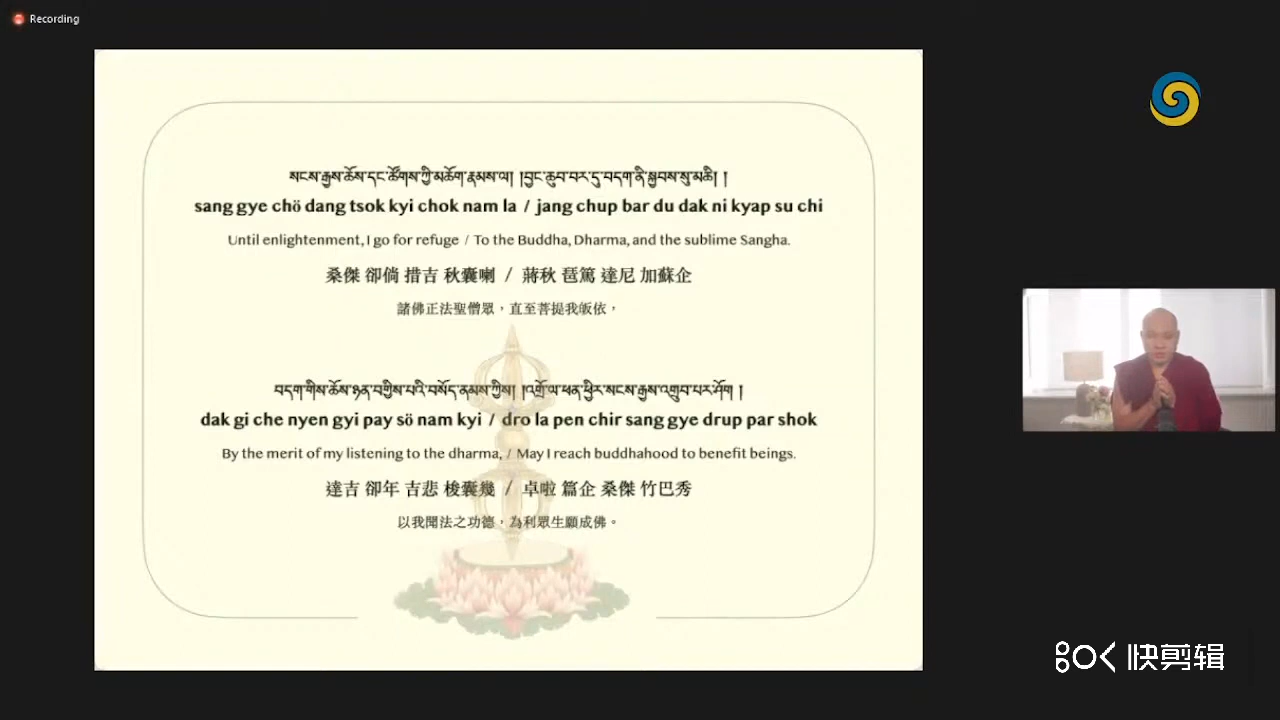 Recording
སངས་རྒྱས་ཆོས་དང་ཚོགས་ཀྱི་མཆོག་རྣམས་ལ། །བྱང་ཆུབ་བར་དུ་བདག་ནི་སྐྱབས་སུ་མཆི། །
sang gye chö dang tsok kyi chok nam la / jang chup bar du dak ni kyap su chi
Until enlightenment, I go for refuge / To the Buddha, Dharma, and the sublime Sangha.
桑傑 卻倘 措吉 秋囊喇 / 蔣秋 琶篤 達尼 加蘇企
諸佛正法聖僧眾，直至菩提我皈依，
བདག་གིས་ཆོས་ཉན་བགྱིས་པའི་བསོད་ནམས་ཀྱིས། །འགྲོ་ལ་ཕན་ཕྱིར་སངས་རྒྱས་འགྲུབ་པར་ཤོག །
dak gi che nyen gyi pay sö nam kyi / dro la pen chir sang gye drup par shok
By the merit of my listening to the dharma, / May I reach buddhahood to benefit beings.
達吉 卻年 吉悲 梭囊幾 / 卓啦 篇企 桑傑 竹巴秀
以我聞法之功德，為利眾生願成佛。
快剪辑